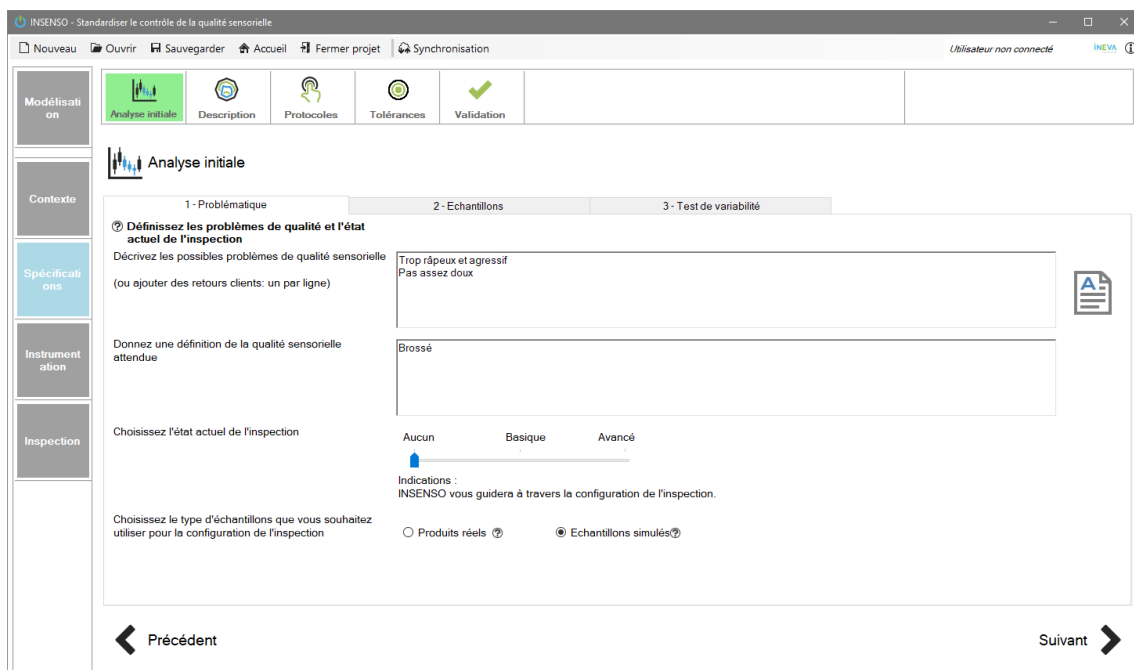 INSENSO - Standardiser le contrôle de la qualité sensorielle
Nouveau Ouvrir Sauvegarder Accueil Fermer projet Synchronisation Utilisateur non connecté INEVA
Modélisati
on
Analyse initiale Description Protocoles Tolérances Validation
Analyse initiale
Contexte
1 - Problématique 2 - Echantillons 3 - Test de variabilité
Définissez les problèmes de qualité et l'état
actuel de l'inspection
Décrivez les possibles problèmes de qualité sensorielle
(ou ajouter des retours clients: un par ligne)
Trop râpeux et agressif
Pas assez doux
A
Spécificati
ons
Donnez une définition de la qualité sensorielle
attendue
Brossé
Instrument
ation
Choisissez l'état actuel de l'inspection
Aucun Basique Avancé
Indications :
INSENSO vous guidera à travers la configuration de l'inspection.
Inspection
Choisissez le type d'échantillons que vous souhaitez
utiliser pour la configuration de l'inspection
Produits réels Echantillons simulés
Précédent Suivant